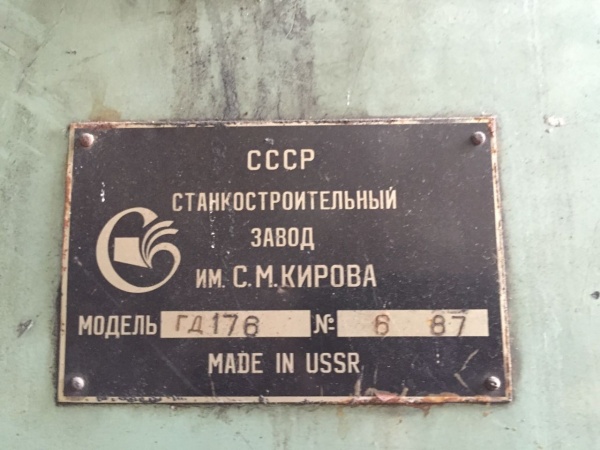 СССР
СТАНКОСТРОИТЕЛЬНЫЙ
ЗАВОД
ИМ. С.М.КИРОВА
МОДЕЛЬ ГД176 № 6 87
MADE IN USSR